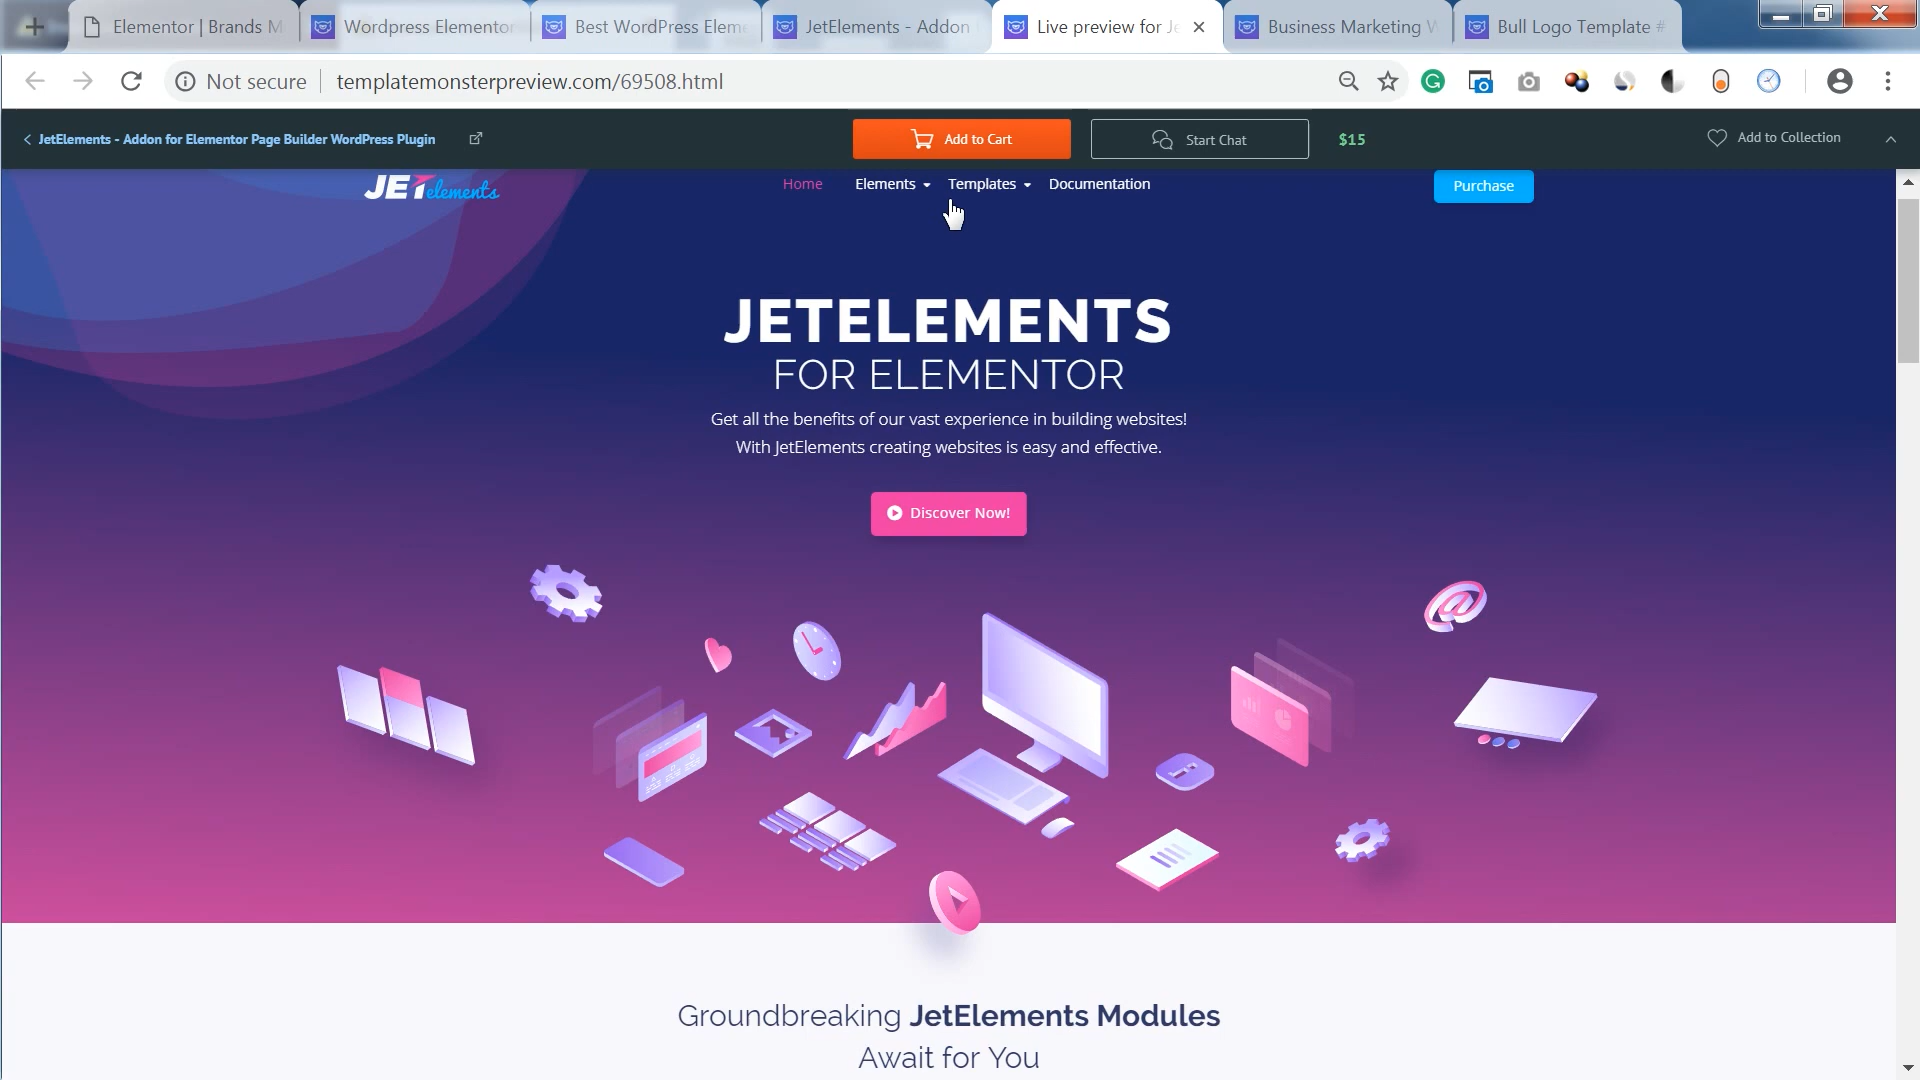 Elementor | Brands M
Wordpress Elementor
Best WordPress Eleme
JetElements - Addon
Live preview for Je
Business Marketing W
Bull Logo Template #
Not secure
templatemonsterpreview.com/69508.html
JetElements - Addon for Elementor Page Builder WordPress Plugin
Add to Cart
Start Chat
$15
Add to Collection
JETelements
Home
Elements
Templates
Documentation
Purchase
JETELEMENTS
FOR ELEMENTOR
Get all the benefits of our vast experience in building websites!
With JetElements creating websites is easy and effective.
Discover Now!
Groundbreaking JetElements Modules
Await for You